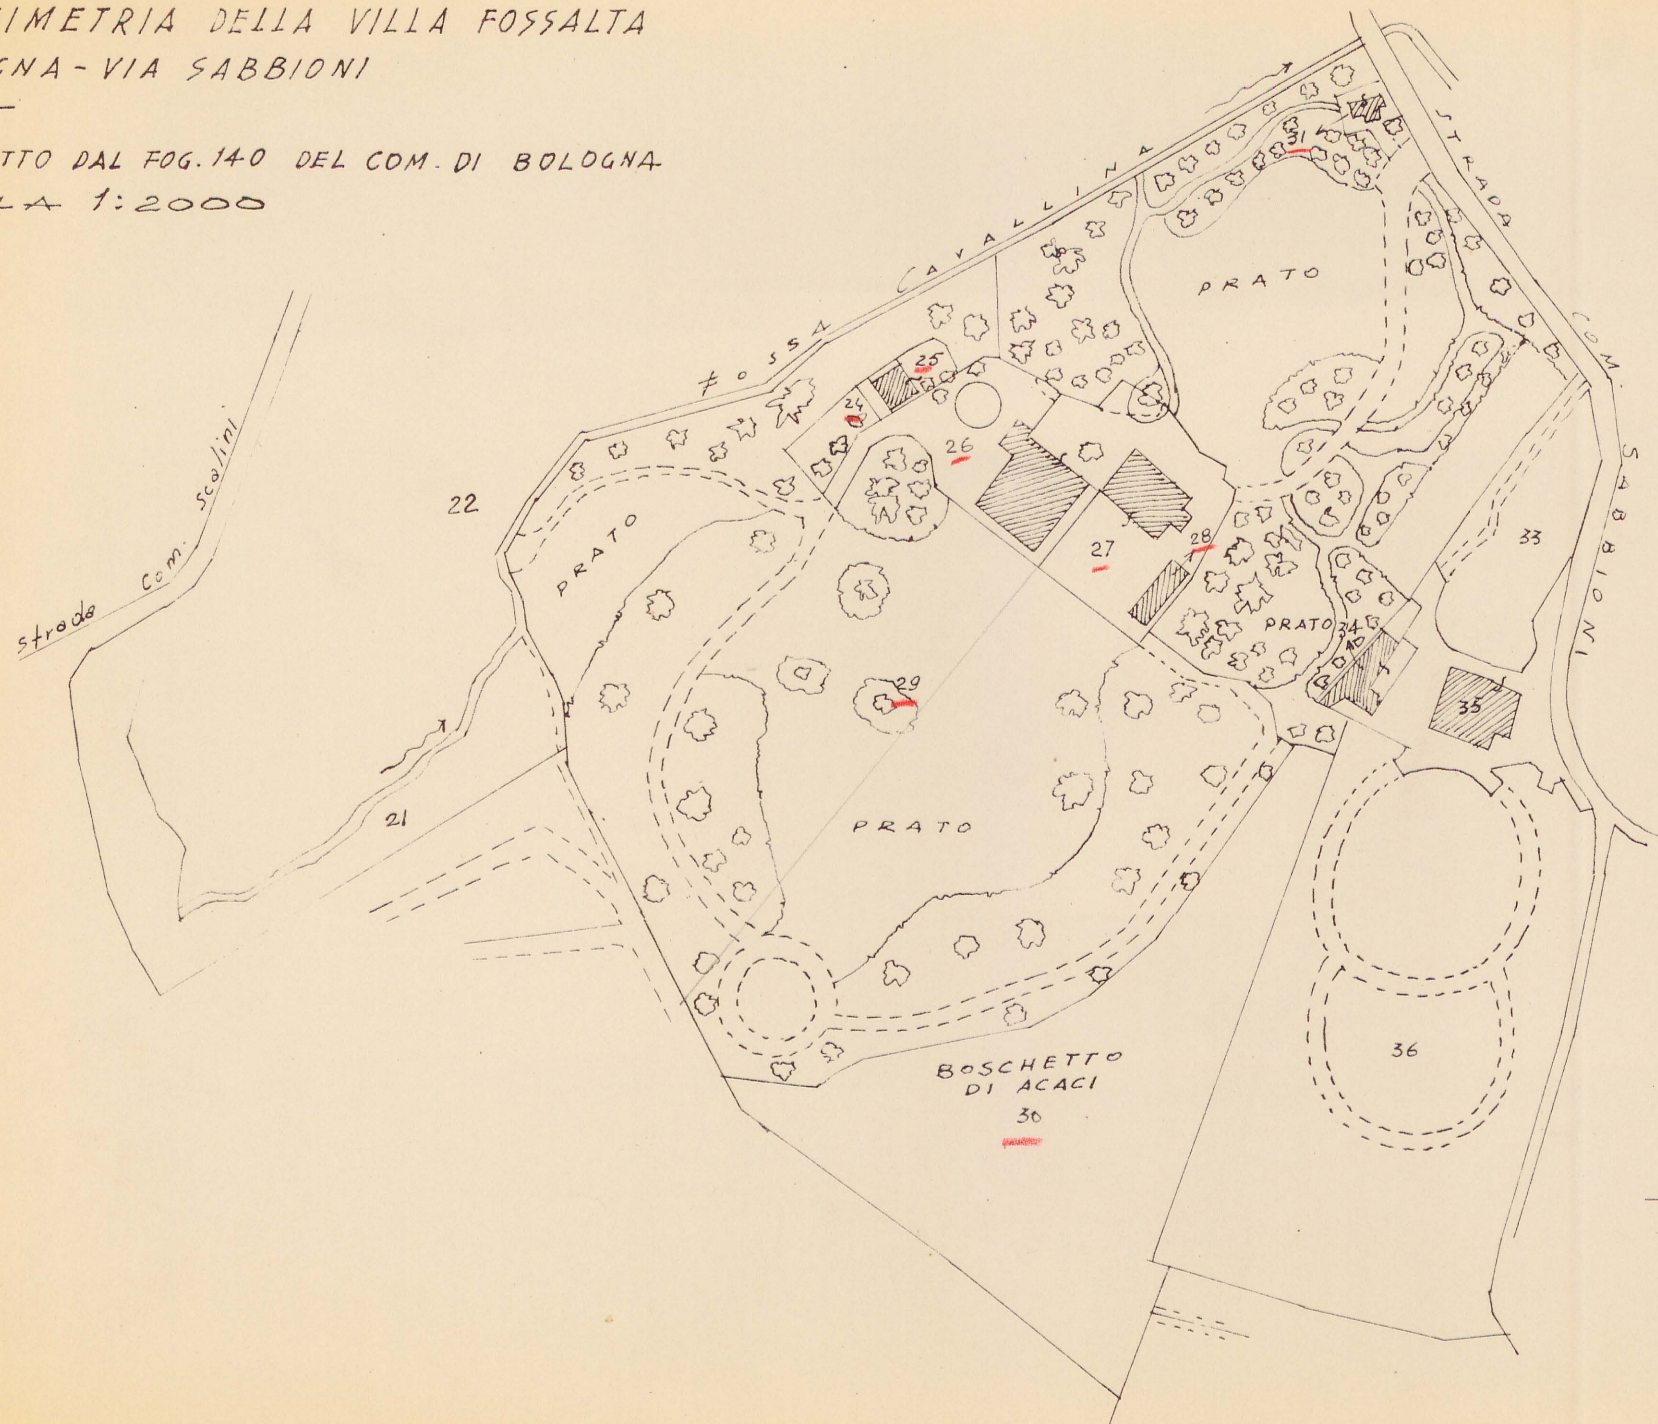 IMETRIA DELLA VILLA FOSSALTA
GNA - VIA SABBIONI
TTO DAL FOG. 140 DEL COM. DI BOLOGNA
LA 1:2000
FOSSA CAVALLINA
STRADA COM. SABBIONI
strada Com. scalini
31
PRATO
25
24
26
22
PRATO
27
28
33
PRATO 34
29
35
21
PRATO
36
BOSCHETTO
DI ACACI
30